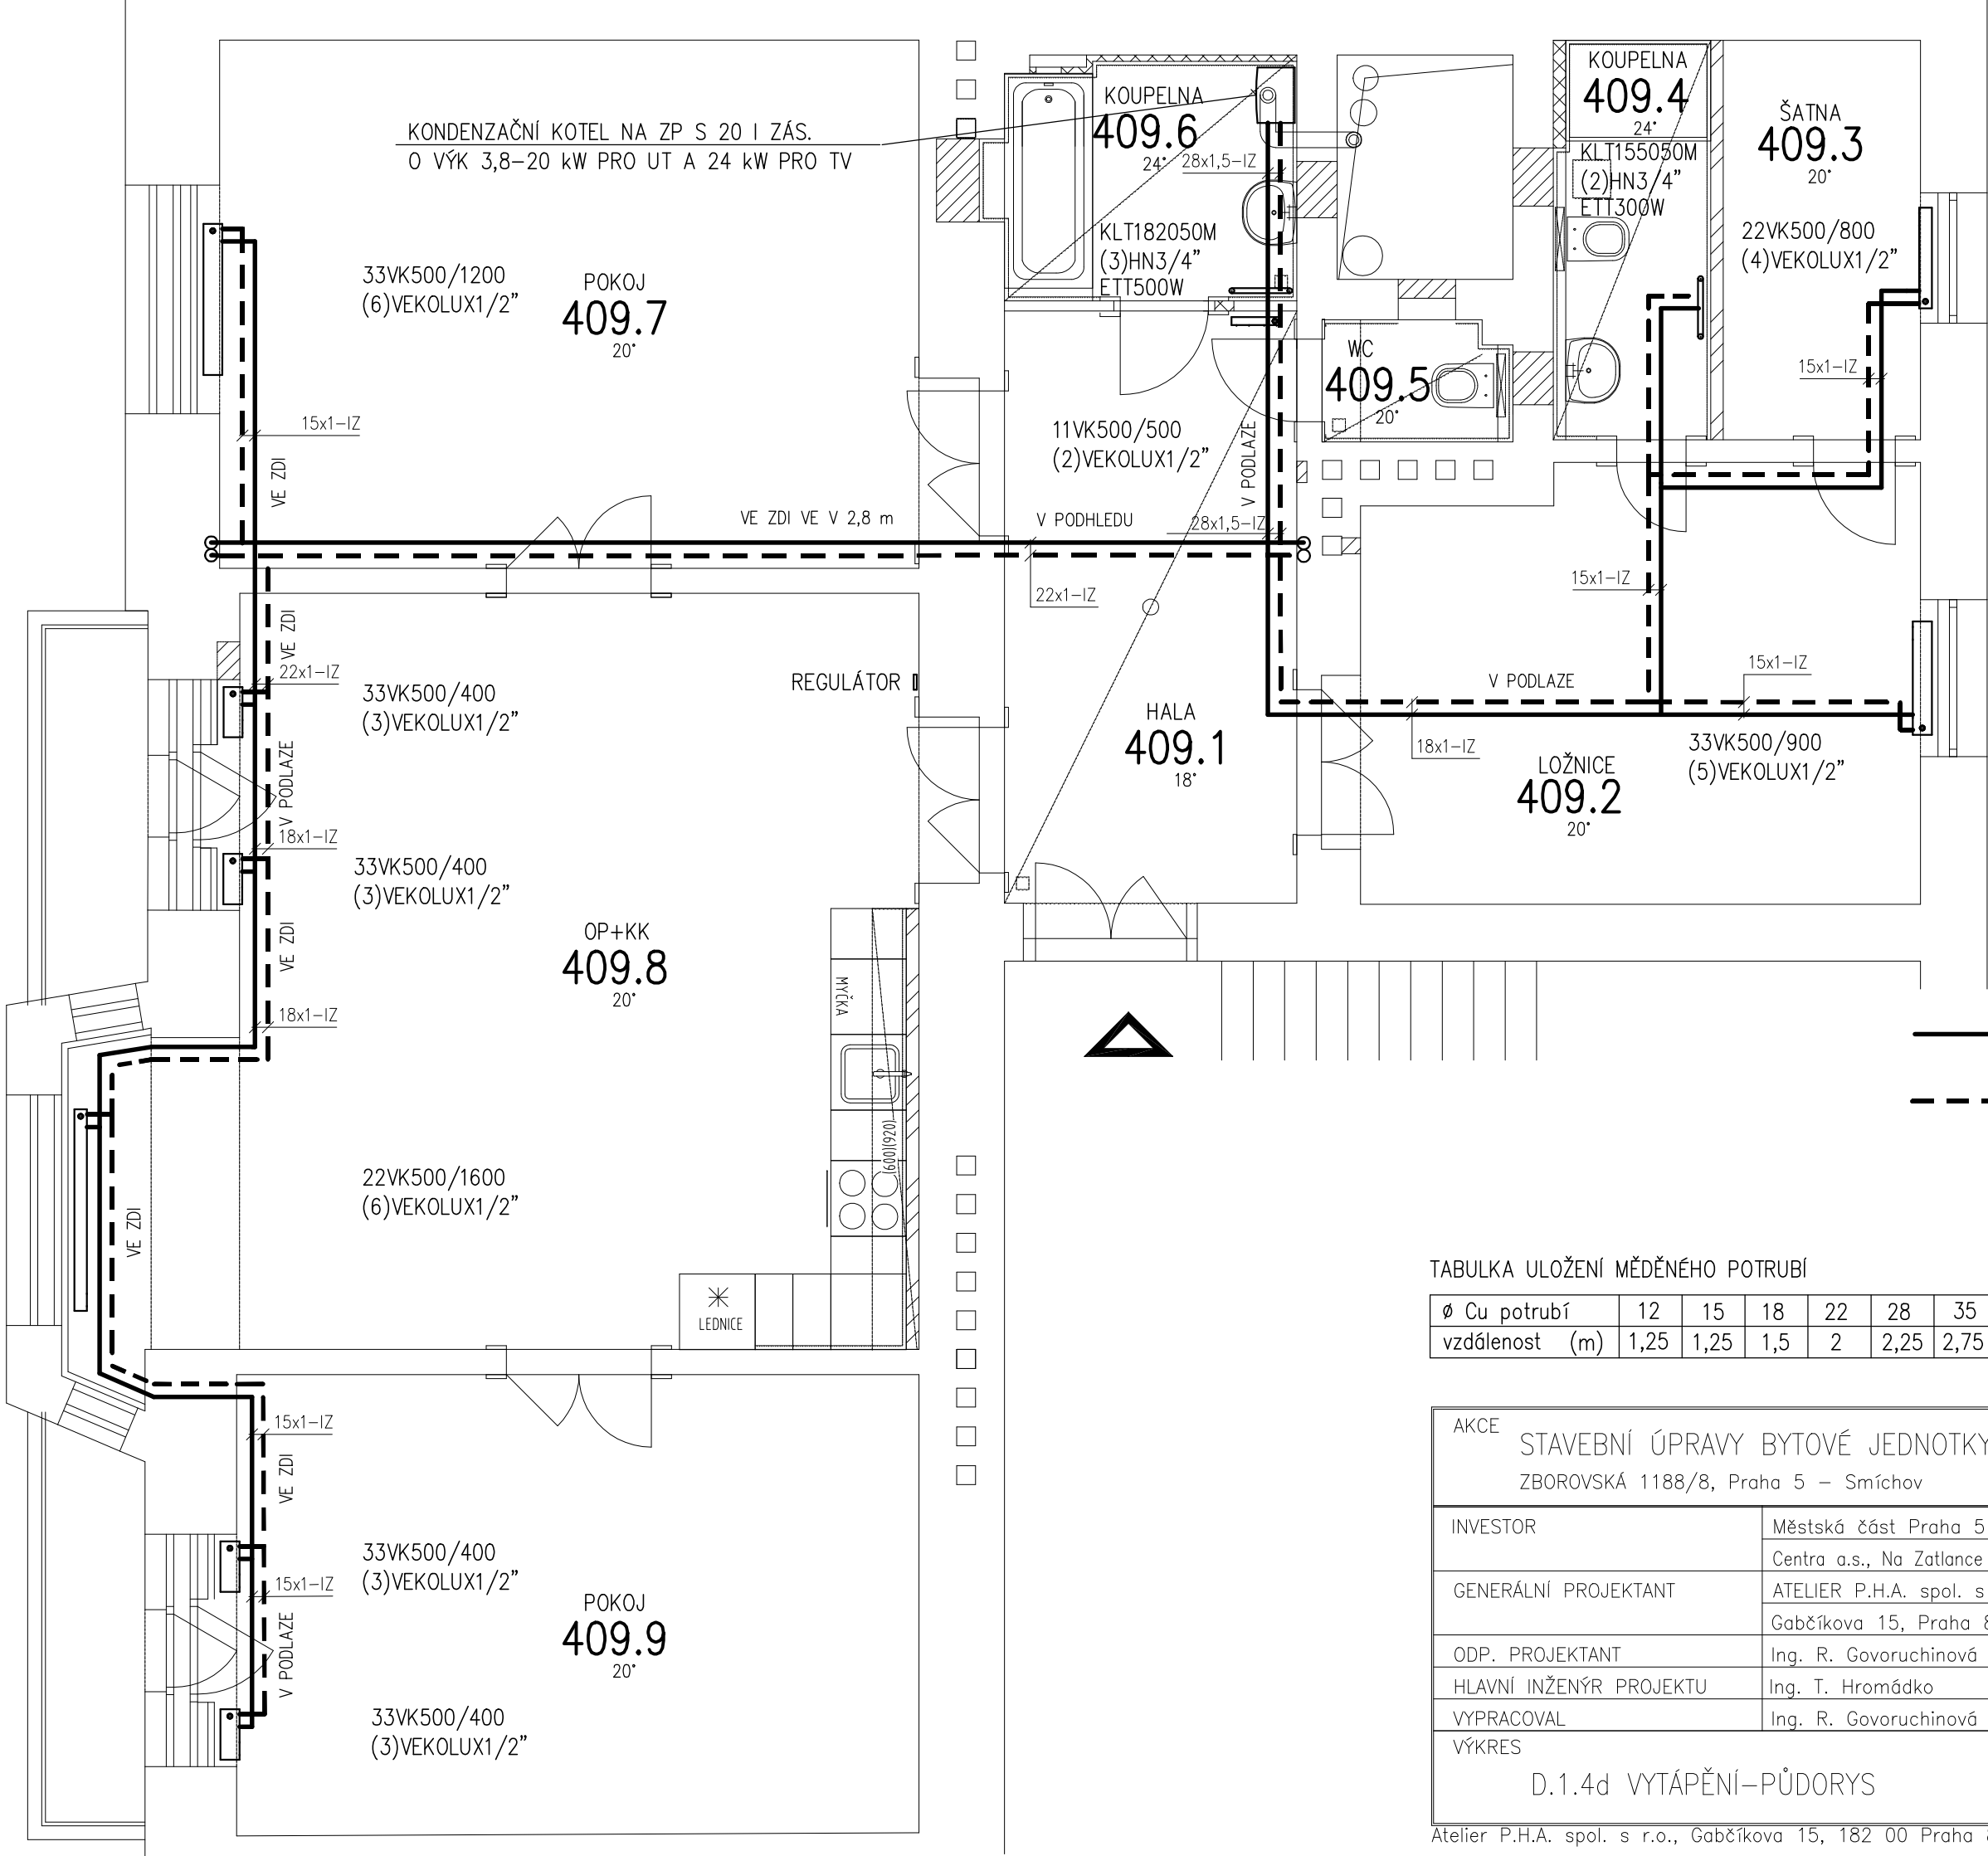 KONDENZAČNÍ KOTEL NA ZP S 20 l ZÁS.
O VÝK 3,8–20 kW PRO UT A 24 kW PRO TV
KOUPELNA
409.6
24°
28x1,5–IZ
KLT182050M
(3)HN3/4"
ETT500W
KOUPELNA
409.4
24°
KLT155050M
(2)HN3/4"
ETT300W
ŠATNA
409.3
20°
22VK500/800
(4)VEKOLUX1/2"
15x1–IZ
33VK500/1200
(6)VEKOLUX1/2"
POKOJ
409.7
20°
15x1–IZ
VE ZDI
WC
409.5
20°
11VK500/500
(2)VEKOLUX1/2"
V PODLAZE
VE ZDI VE V 2,8 m
V PODHLEDU
28x1,5–IZ
22x1–IZ
15x1–IZ
VE ZDI
22x1–IZ
33VK500/400
(3)VEKOLUX1/2"
REGULÁTOR
HALA
409.1
18°
V PODLAZE
15x1–IZ
18x1–IZ
LOŽNICE
409.2
20°
33VK500/900
(5)VEKOLUX1/2"
V PODLAZE
18x1–IZ
33VK500/400
(3)VEKOLUX1/2"
VE ZDI
OP+KK
409.8
20°
MYČKA
18x1–IZ
(600)(920)
22VK500/1600
(6)VEKOLUX1/2"
VE ZDI
LEDNICE
TABULKA ULOŽENÍ MĚDĚNÉHO POTRUBÍ
ø Cu potrubí 12 15 18 22 28 35
vzdálenost (m) 1,25 1,25 1,5 2 2,25 2,75
15x1–IZ
VE ZDI
33VK500/400
(3)VEKOLUX1/2"
15x1–IZ
V PODLAZE
POKOJ
409.9
20°
33VK500/400
(3)VEKOLUX1/2"
AKCE
STAVEBNÍ ÚPRAVY BYTOVÉ JEDNOTKY
ZBOROVSKÁ 1188/8, Praha 5 – Smíchov
INVESTOR Městská část Praha 5
Centra a.s., Na Zatlance
GENERÁLNÍ PROJEKTANT ATELIER P.H.A. spol. s
Gabčíkova 15, Praha 8
ODP. PROJEKTANT Ing. R. Govoruchinová
HLAVNÍ INŽENÝR PROJEKTU Ing. T. Hromádko
VYPRACOVAL Ing. R. Govoruchinová
VÝKRES
D.1.4d VYTÁPĚNÍ–PŮDORYS
Atelier P.H.A. spol. s r.o., Gabčíkova 15, 182 00 Praha